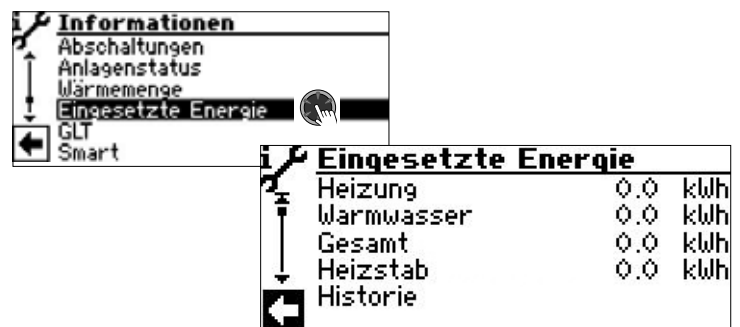 Informationen
Abschaltungen
Anlagenstatus
Wärmemenge
Eingesetzte Energie
GLT
Smart
Eingesetzte Energie
Heizung 0.0 kWh
Warmwasser 0.0 kWh
Gesamt 0.0 kWh
Heizstab 0.0 kWh
Historie